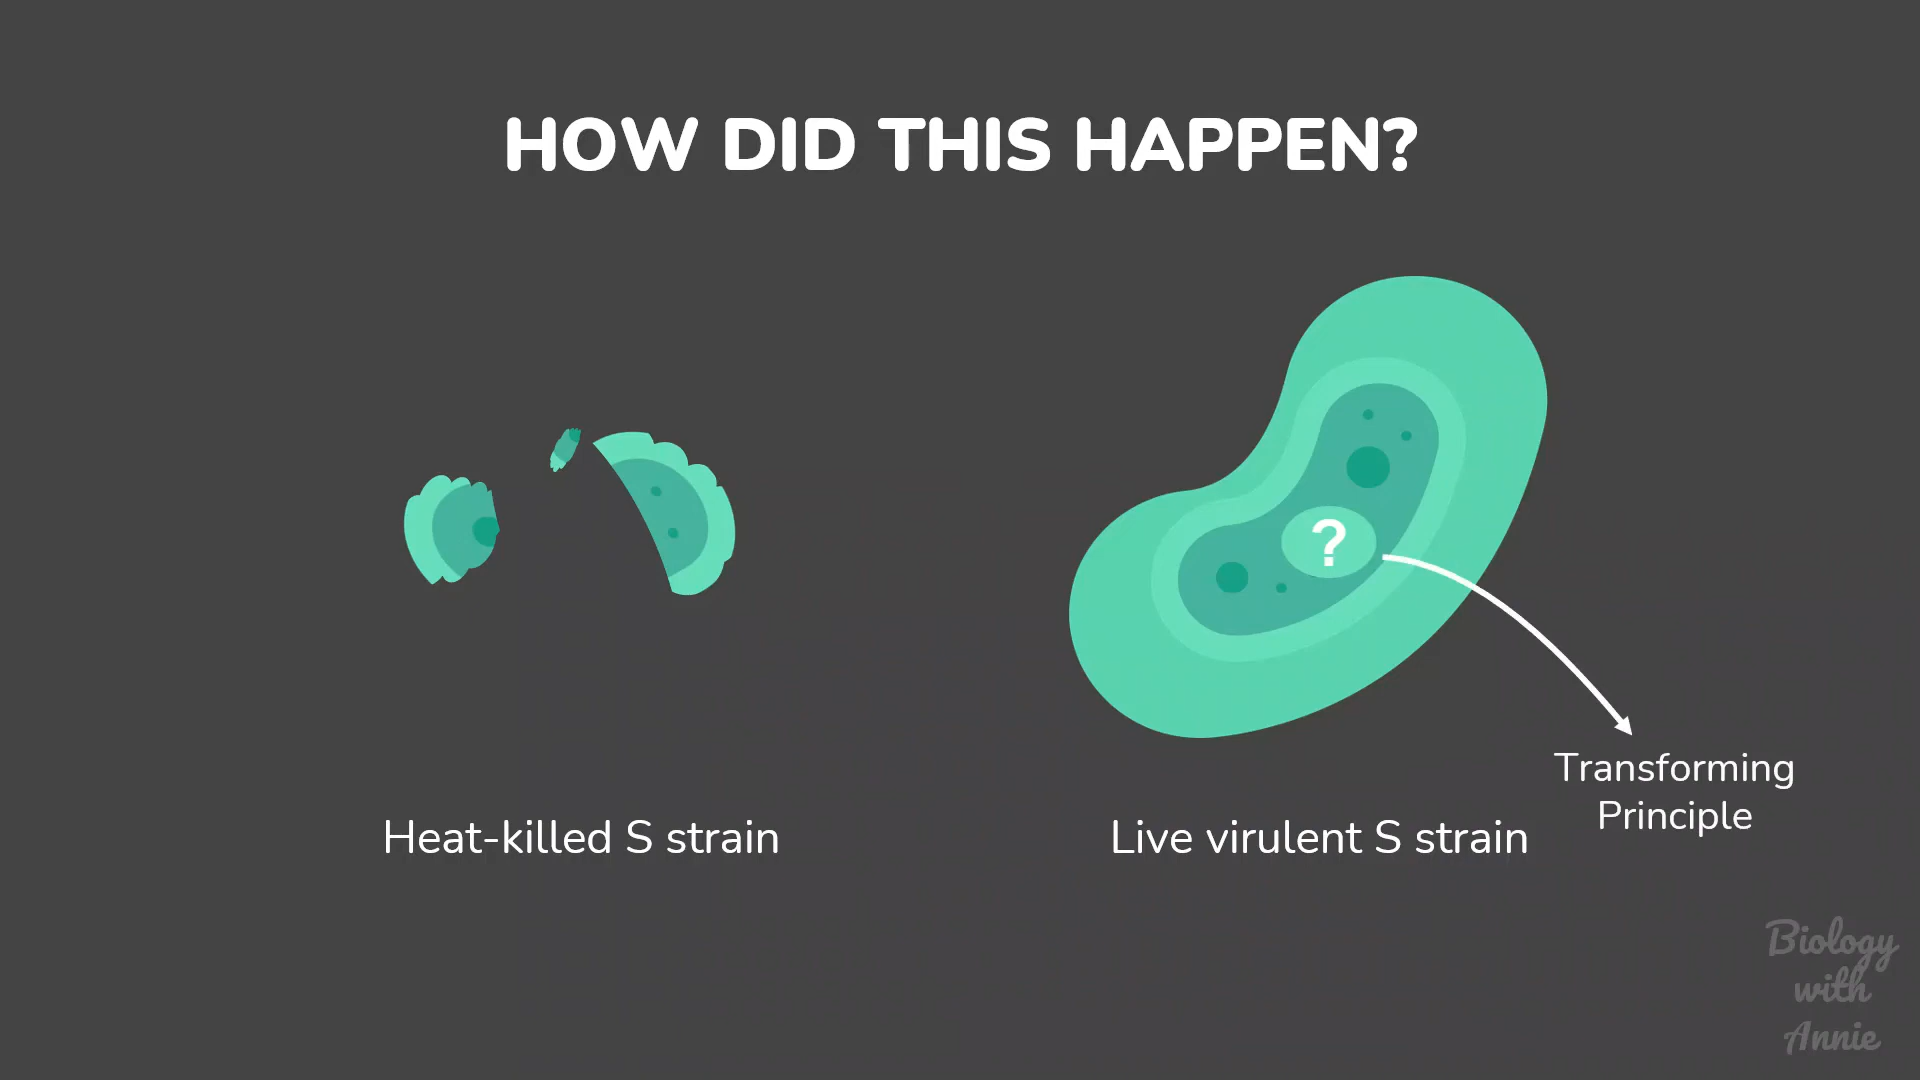 HOW DID THIS HAPPEN?
?
Transforming
Principle
Heat-killed S strain
Live virulent S strain
Biology
with
Annie